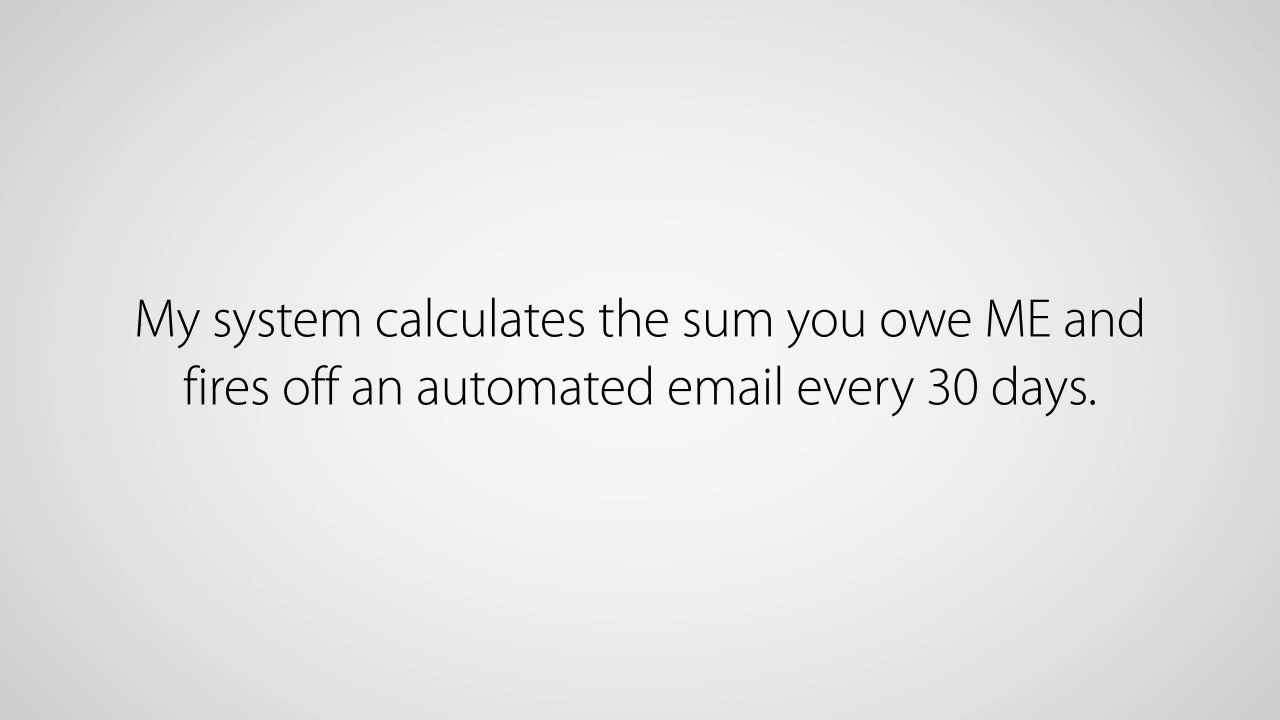 My system calculates the sum you owe ME and
fires off an automated email every 30 days.